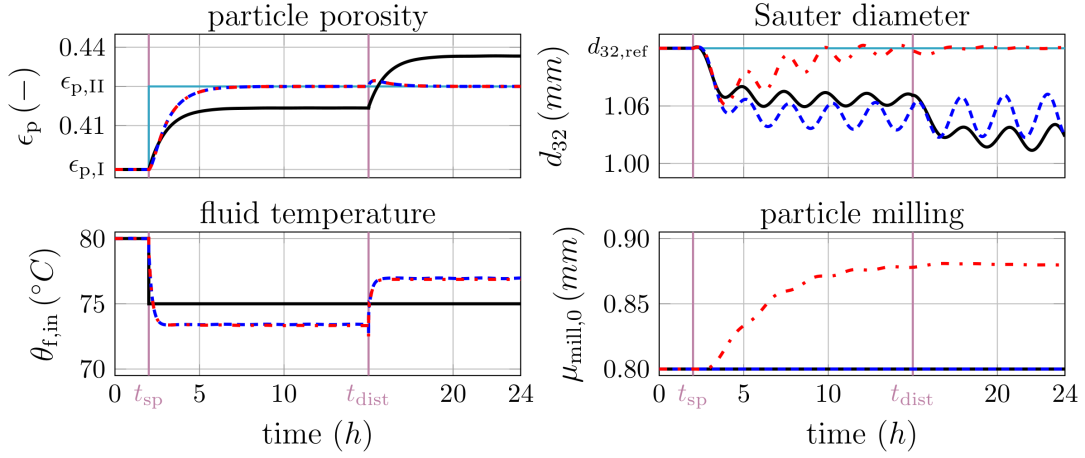 particle porosity
ϵp (−)
0.44
ϵp,II
0.41
ϵp,I
Sauter diameter
d32 (mm)
d32,ref
1.06
1.00
fluid temperature
θf,in (°C)
80
75
70
0 tsp 5 10 tdist 20 24
time (h)
particle milling
μmill,0 (mm)
0.90
0.85
0.80
0 tsp 5 10 tdist 20 24
time (h)